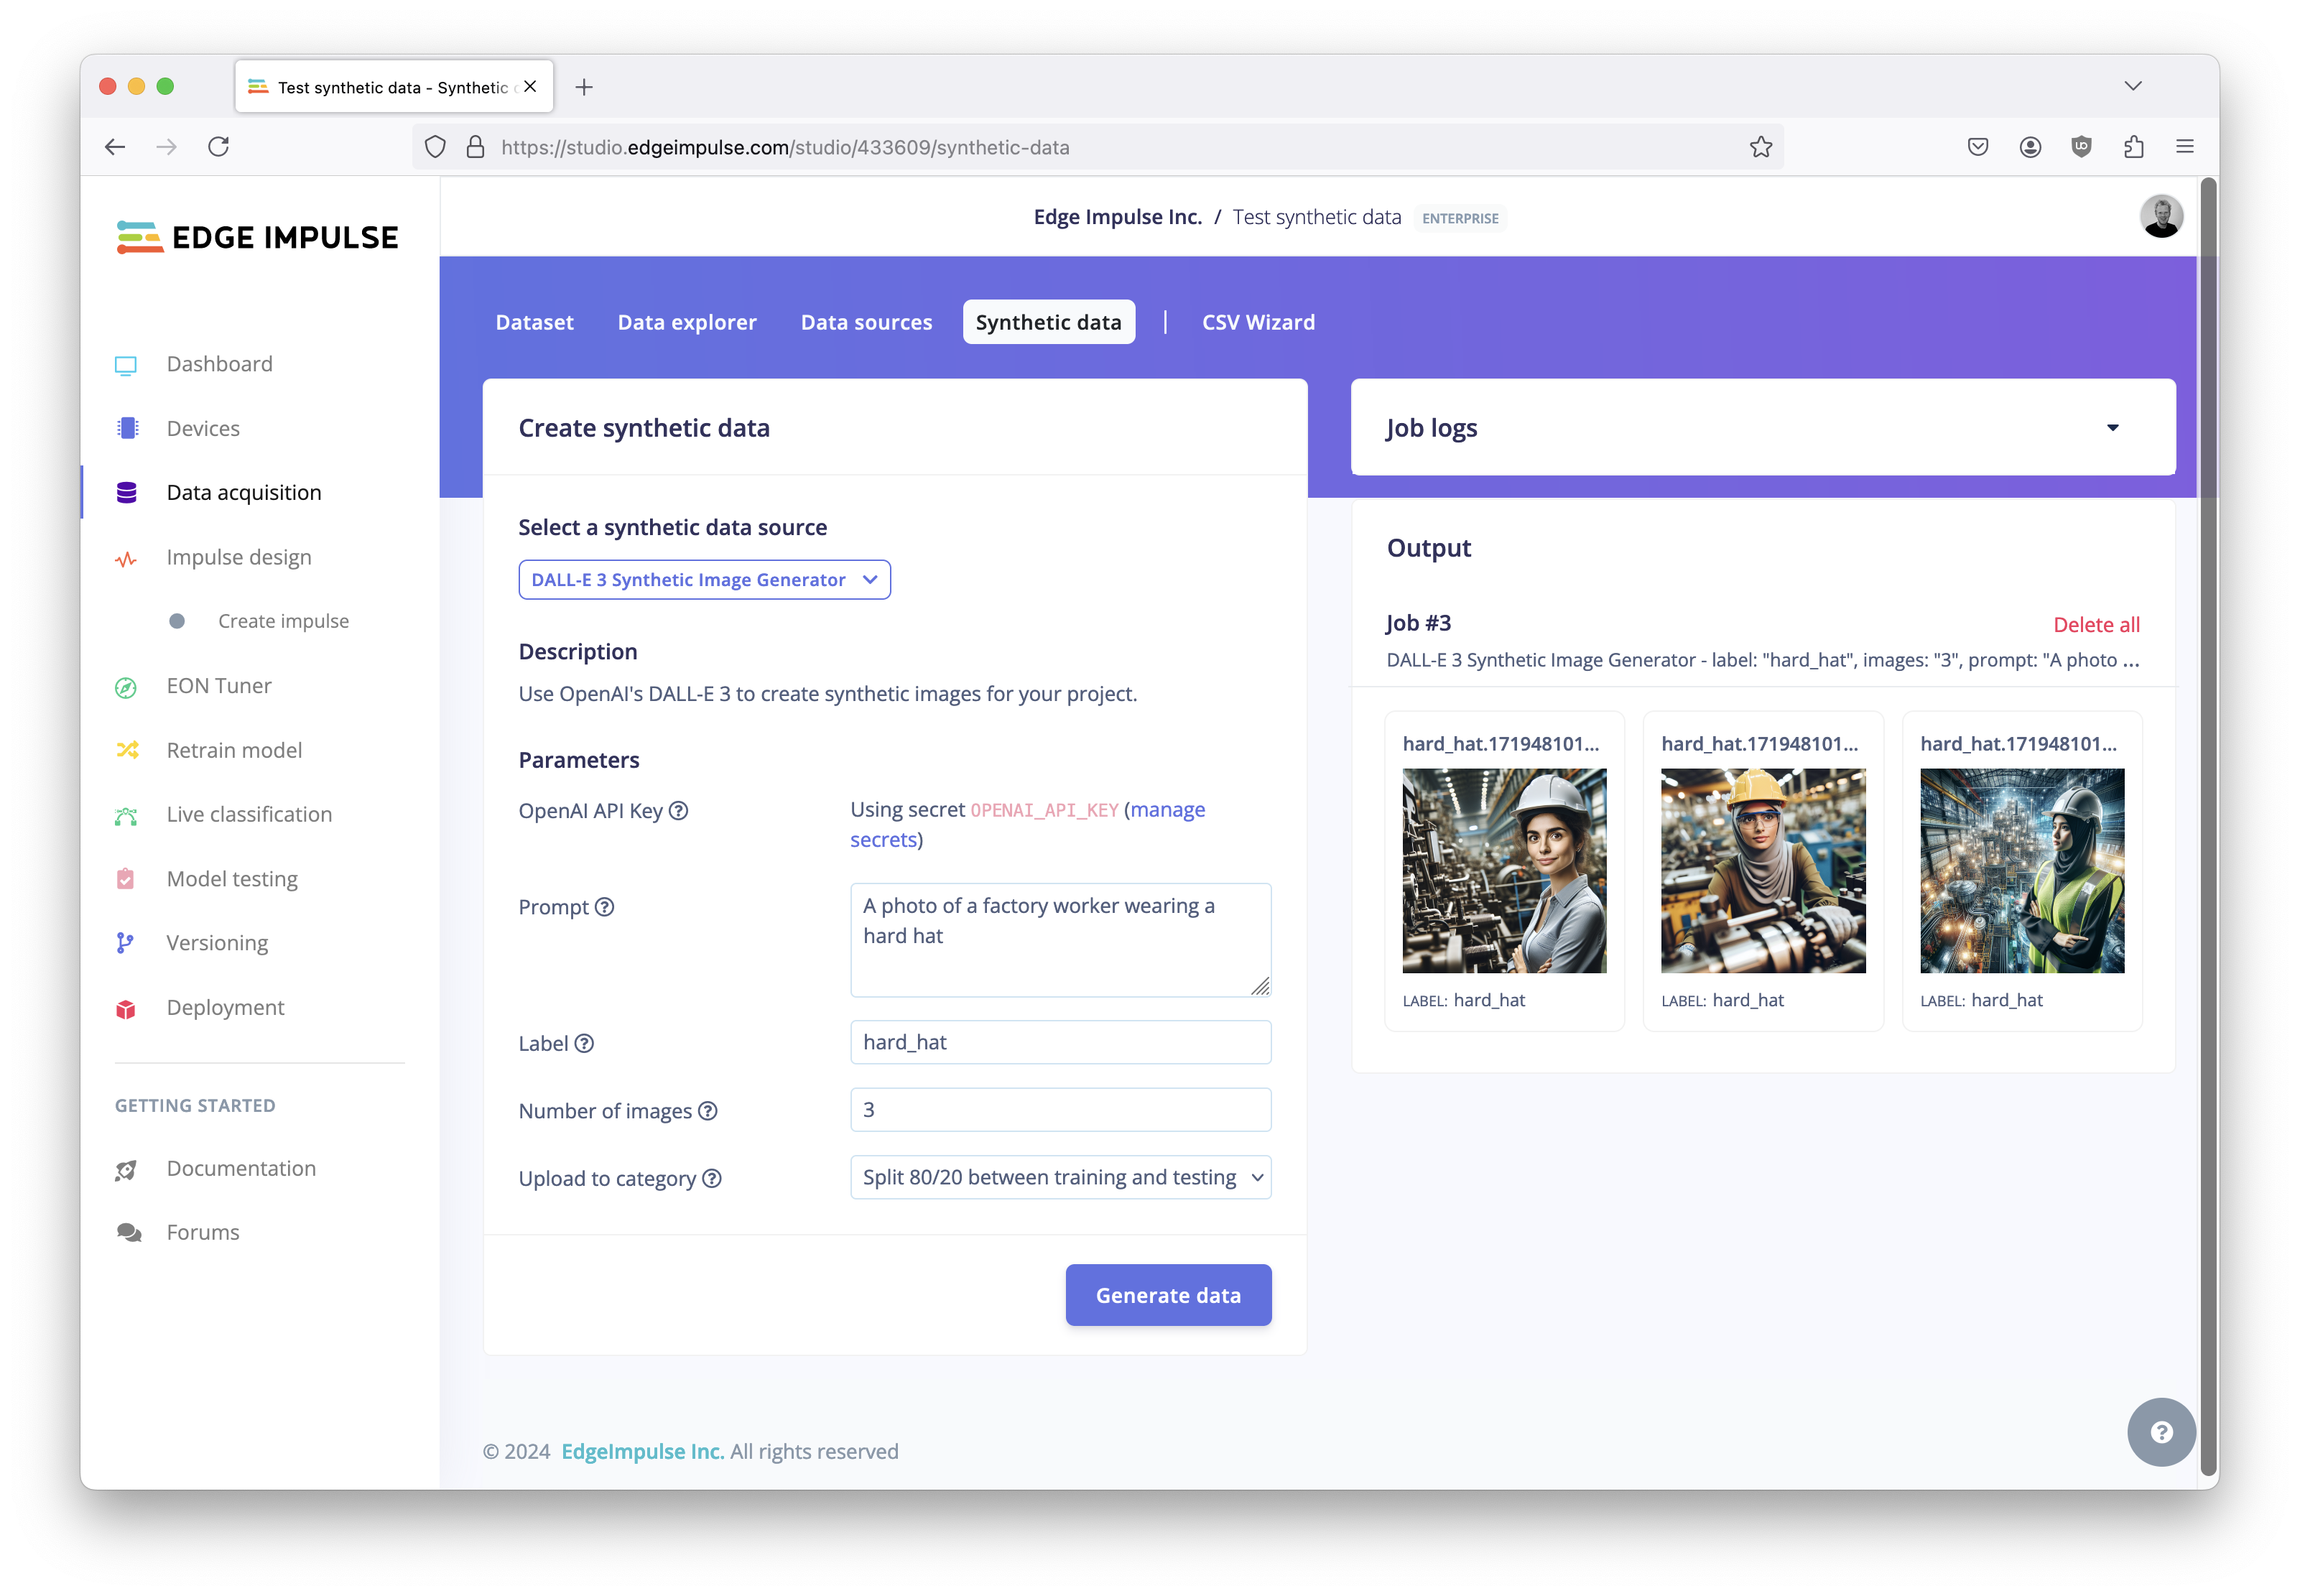 Test synthetic data - Synthetic
https://studio.edgeimpulse.com/studio/433609/synthetic-data
EDGE IMPULSE
Edge Impulse Inc. / Test synthetic data ENTERPRISE
Dataset Data explorer Data sources Synthetic data | CSV Wizard
Dashboard
Devices
Data acquisition
Impulse design
Create impulse
EON Tuner
Retrain model
Live classification
Model testing
Versioning
Deployment
GETTING STARTED
Documentation
Forums
Create synthetic data
Select a synthetic data source
DALL-E 3 Synthetic Image Generator
Description
Use OpenAI's DALL-E 3 to create synthetic images for your project.
Parameters
OpenAI API Key ? Using secret OPENAI_API_KEY (manage
secrets)
Prompt ? A photo of a factory worker wearing a
hard hat
Label ? hard_hat
Number of images ? 3
Upload to category ? Split 80/20 between training and testing
Generate data
Job logs
Output
Job #3 Delete all
DALL-E 3 Synthetic Image Generator - label: "hard_hat", images: "3", prompt: "A photo ...
hard_hat.171948101... hard_hat.171948101... hard_hat.171948101...
LABEL: hard_hat LABEL: hard_hat LABEL: hard_hat
© 2024 EdgeImpulse Inc. All rights reserved
?